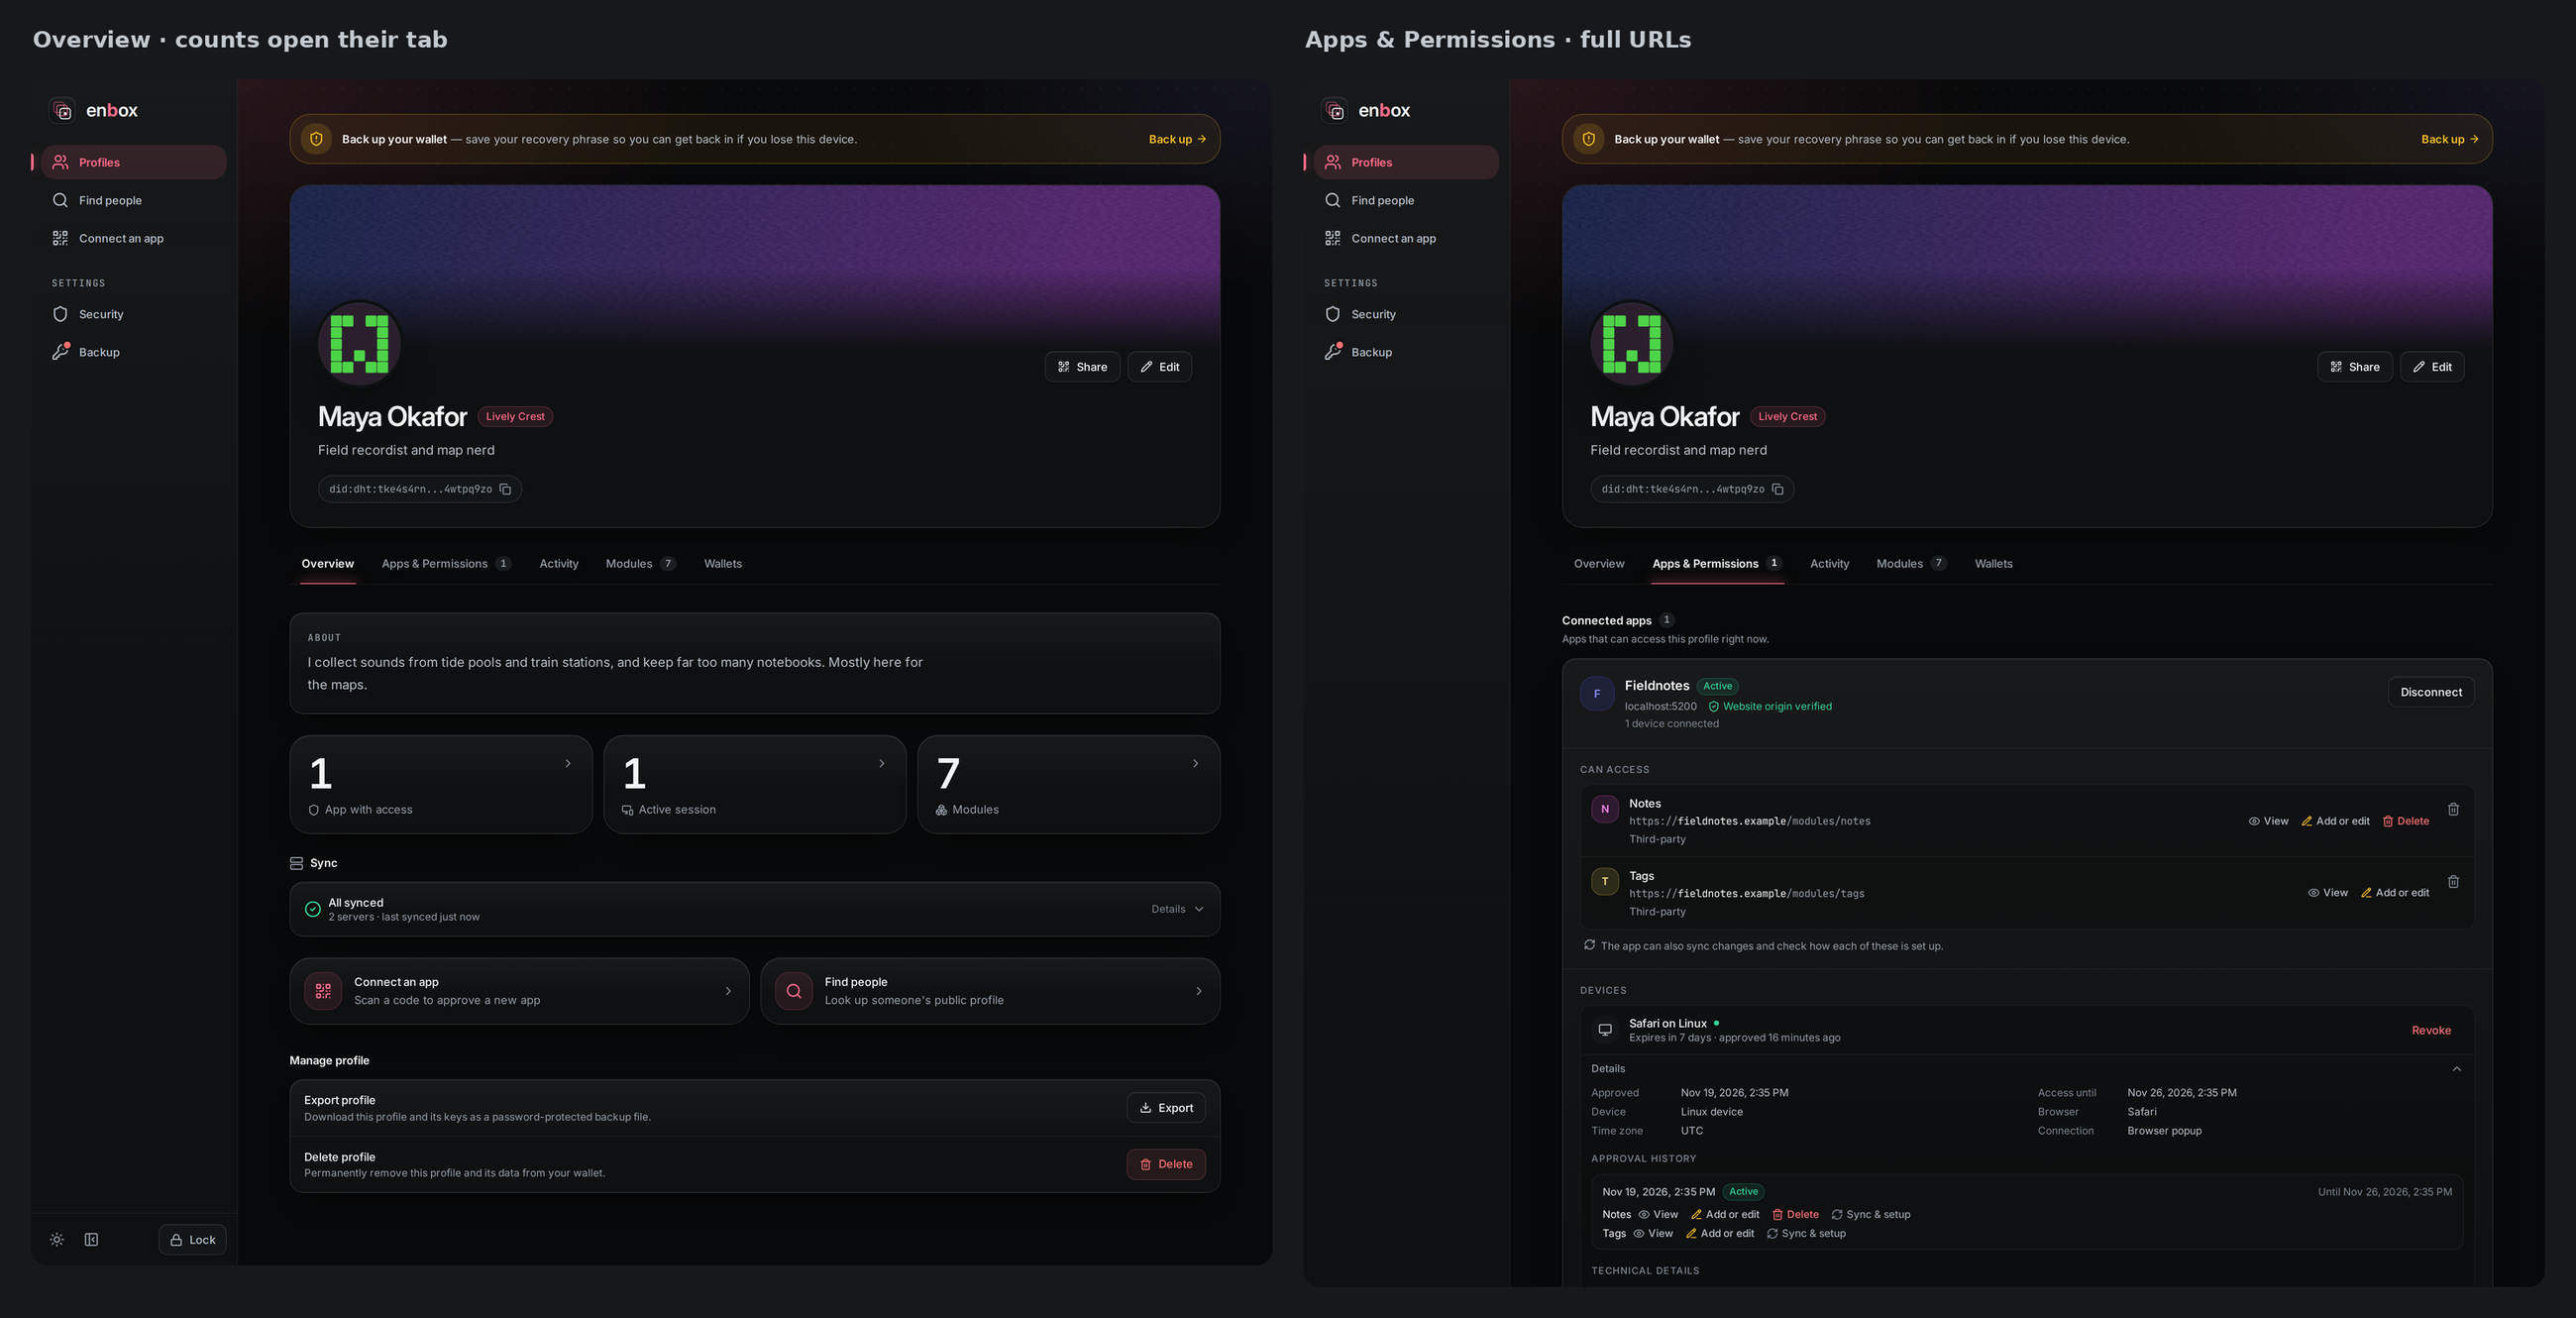 Overview · counts open their tab
enbox
Profiles
Find people
Connect an app
SETTINGS
Security
Backup
Lock
Back up your wallet — save your recovery phrase so you can get back in if you lose this device.
Back up →
Share
Edit
Maya Okafor
Lively Crest
Field recordist and map nerd
did:dht:tke4s4rn...4wtpq9zo
Overview
Apps & Permissions 1
Activity
Modules 7
Wallets
ABOUT
I collect sounds from tide pools and train stations, and keep far too many notebooks. Mostly here for
the maps.
1
App with access
1
Active session
7
Modules
Sync
All synced
2 servers · last synced just now
Details
Connect an app
Scan a code to approve a new app
Find people
Look up someone's public profile
Manage profile
Export profile
Download this profile and its keys as a password-protected backup file.
Export
Delete profile
Permanently remove this profile and its data from your wallet.
Delete
Apps & Permissions · full URLs
enbox
Profiles
Find people
Connect an app
SETTINGS
Security
Backup
Back up your wallet — save your recovery phrase so you can get back in if you lose this device.
Back up →
Share
Edit
Maya Okafor
Lively Crest
Field recordist and map nerd
did:dht:tke4s4rn...4wtpq9zo
Overview
Apps & Permissions 1
Activity
Modules 7
Wallets
Connected apps 1
Apps that can access this profile right now.
F
Fieldnotes
Active
localhost:5200
Website origin verified
1 device connected
Disconnect
CAN ACCESS
N
Notes
https://fieldnotes.example/modules/notes
Third-party
View
Add or edit
Delete
T
Tags
https://fieldnotes.example/modules/tags
Third-party
View
Add or edit
The app can also sync changes and check how each of these is set up.
DEVICES
Safari on Linux
Expires in 7 days · approved 16 minutes ago
Revoke
Details
Approved Nov 19, 2026, 2:35 PM
Access until Nov 26, 2026, 2:35 PM
Device Linux device
Browser Safari
Time zone UTC
Connection Browser popup
APPROVAL HISTORY
Nov 19, 2026, 2:35 PM Active
Until Nov 26, 2026, 2:35 PM
Notes View Add or edit Delete Sync & setup
Tags View Add or edit Sync & setup
TECHNICAL DETAILS